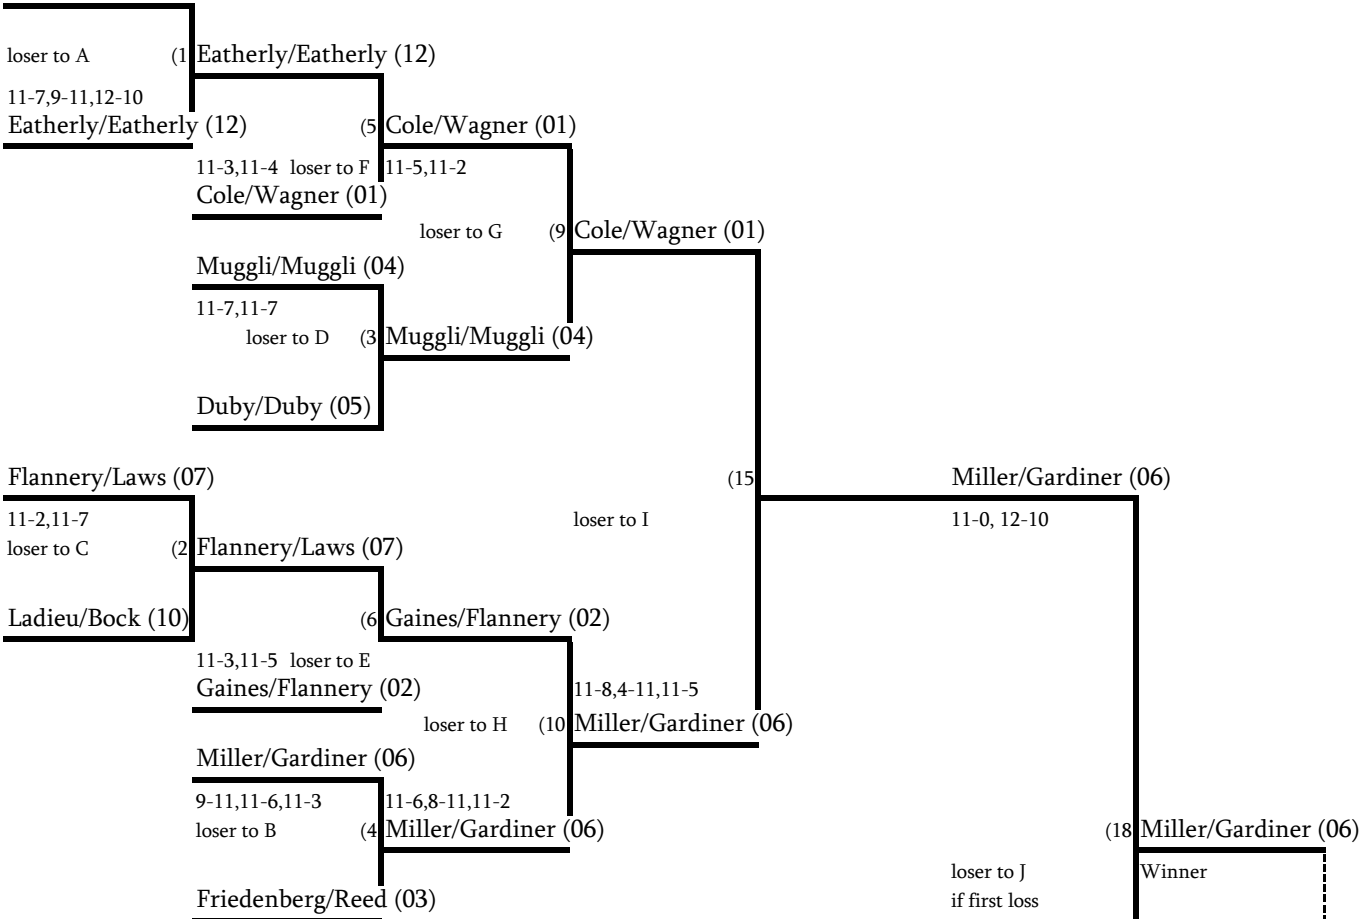 loser to A (1 Eatherly/Eatherly (12)
11-7,9-11,12-10
Eatherly/Eatherly (12) (5 Cole/Wagner (01)
11-3,11-4 loser to F 11-5,11-2
Cole/Wagner (01)
loser to G (9 Cole/Wagner (01)
Muggli/Muggli (04)
11-7,11-7
loser to D (3 Muggli/Muggli (04)
Duby/Duby (05)
Flannery/Laws (07) (15 Miller/Gardiner (06)
11-2,11-7 loser to I 11-0, 12-10
loser to C (2 Flannery/Laws (07)
Ladieu/Bock (10) (6 Gaines/Flannery (02)
11-3,11-5 loser to E
Gaines/Flannery (02) 11-8,4-11,11-5
loser to H (10 Miller/Gardiner (06)
Miller/Gardiner (06)
9-11,11-6,11-3 11-6,8-11,11-2
loser to B (4 Miller/Gardiner (06) (18 Miller/Gardiner (06)
loser to J Winner
Friedenberg/Reed (03) if first loss